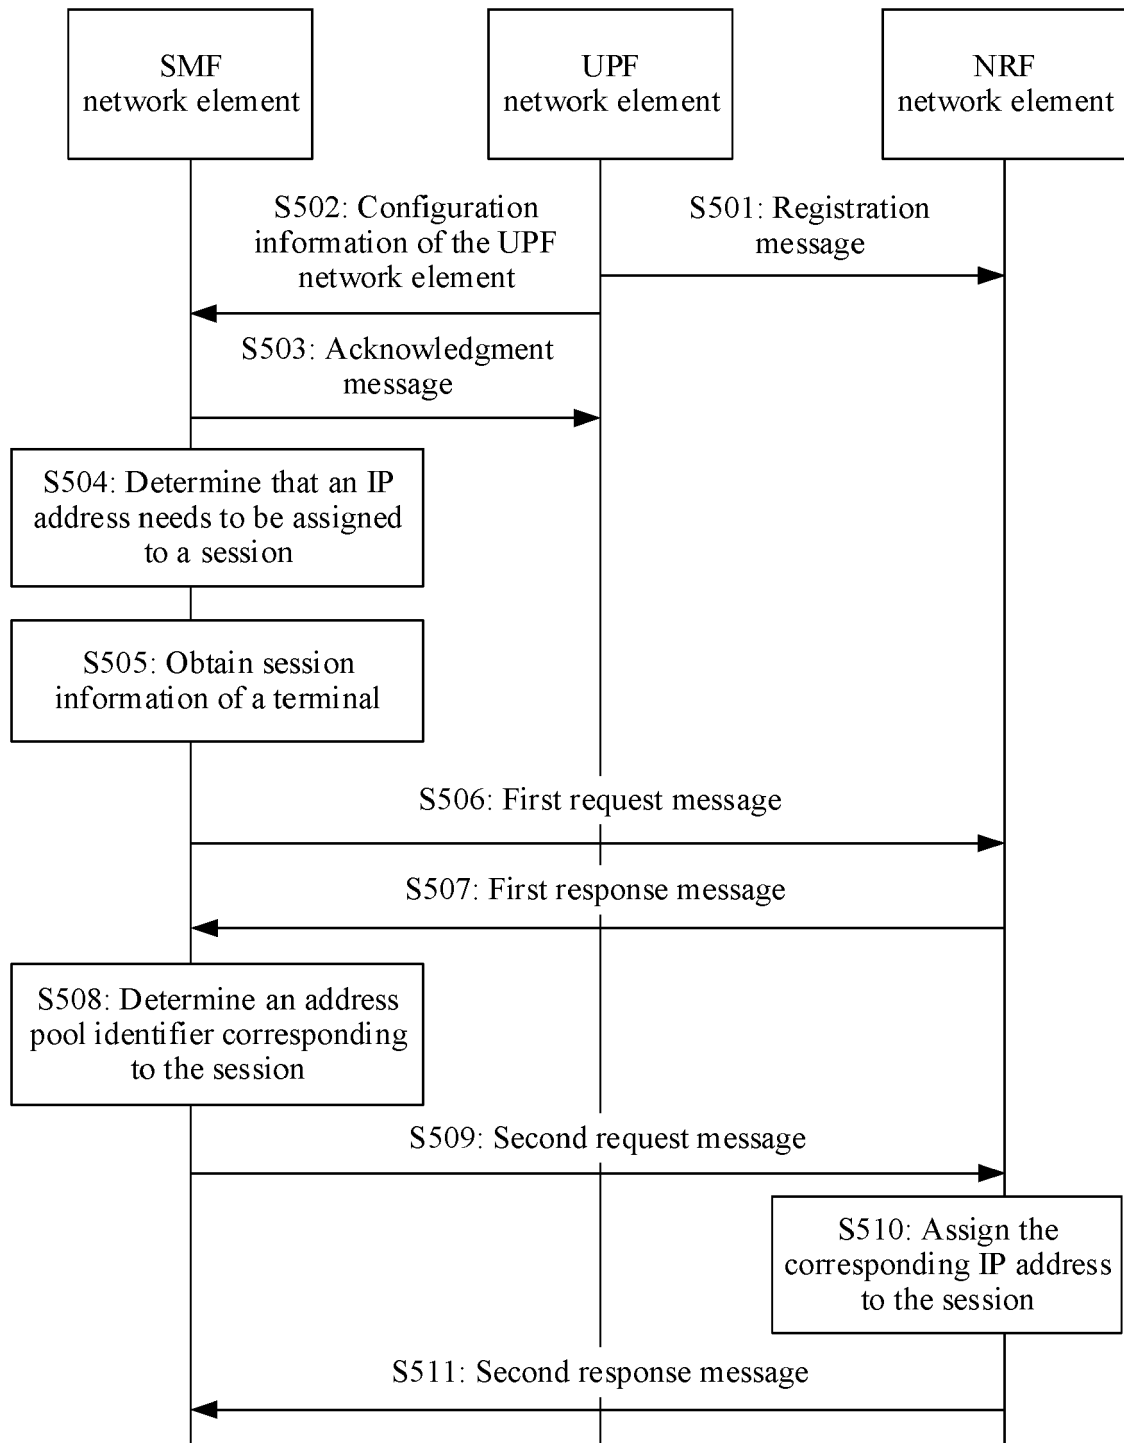 SMF
network element
UPF
network element
NRF
network element
S502: Configuration
information of the UPF
network element
S501: Registration
message
S503: Acknowledgment
message
S504: Determine that an IP
address needs to be assigned
to a session
S505: Obtain session
information of a terminal
S506: First request message
S507: First response message
S508: Determine an address
pool identifier corresponding
to the session
S509: Second request message
S510: Assign the
corresponding IP address
to the session
S511: Second response message